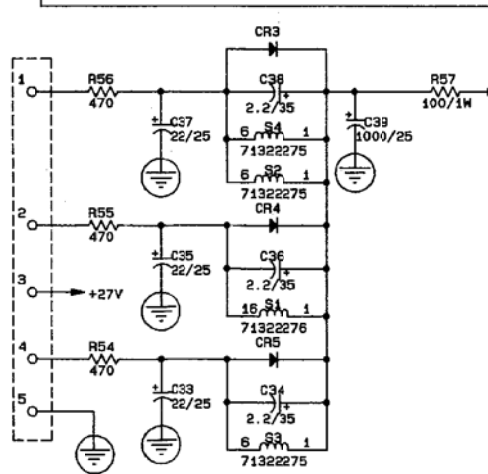 CR3
1
R56
470
C38
2.2/35
R57
100/1W
C37
22/25
C39
1000/25
6 S4 1
71322275
6 S2 1
71322275
2
R55
470
CR4
C35
22/25
C36
2.2/35
3
+27V
16 S1 1
71322276
4
R54
470
CR5
C33
22/25
C34
2.2/35
5
6 S3 1
71322275